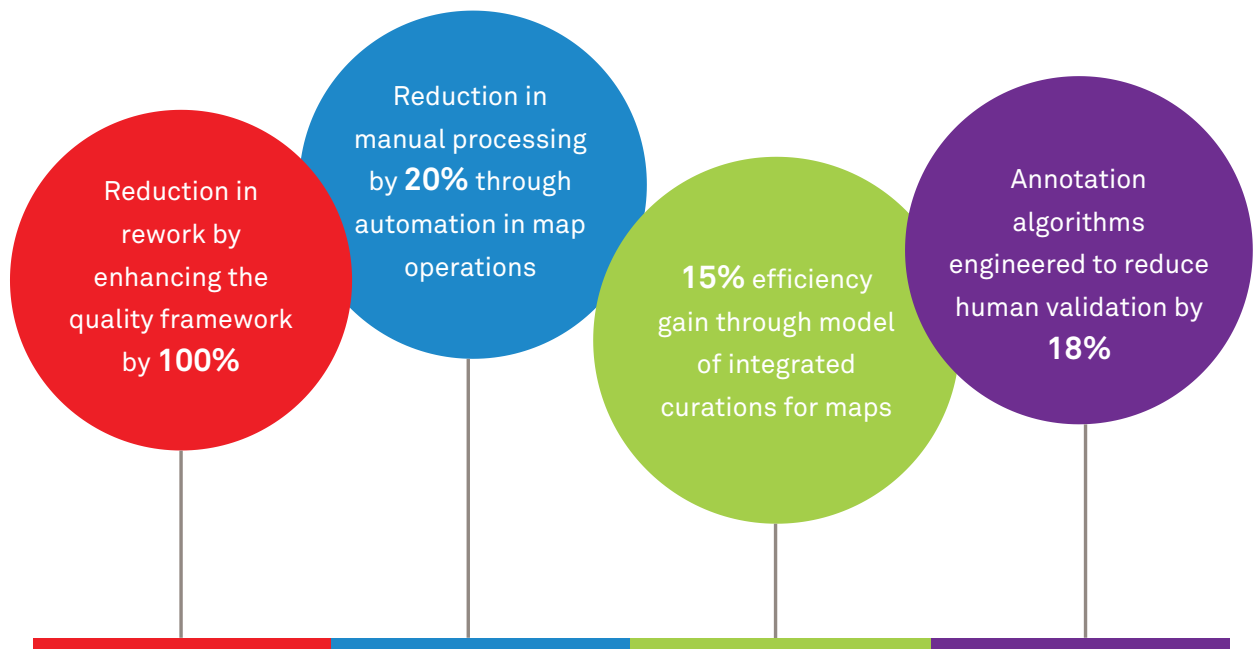 Reduction in
rework by
enhancing the
quality framework
by 100%
Reduction in
manual processing
by 20% through
automation in map
operations
15% efficiency
gain through model
of integrated
curations for maps
Annotation
algorithms
engineered to reduce
human validation by
18%